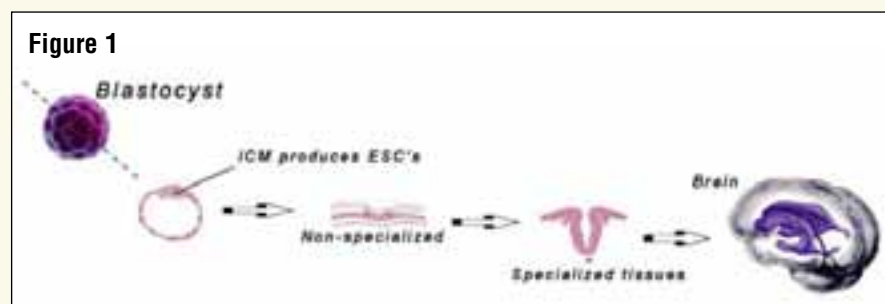 Figure 1
Blastocyst
ICM produces ESC's
Non-specialized
Specialized tissues
Brain